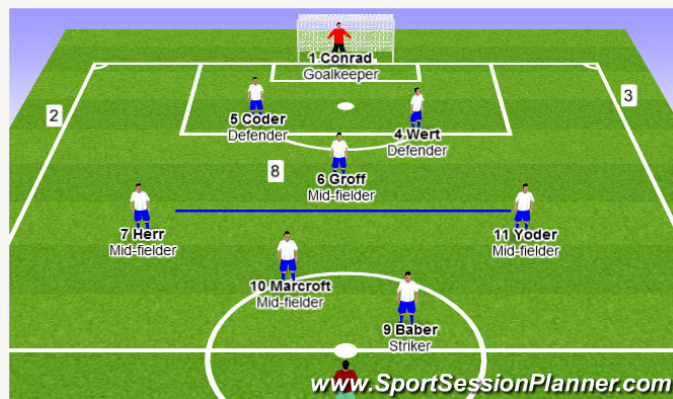 1 Conrad
Goalkeeper
2
3
5 Coder
Defender
4 Wert
Defender
8
6 Groff
Mid-fielder
7 Herr
Mid-fielder
11 Yoder
Mid-fielder
10 Marcroft
Mid-fielder
9 Baber
Striker
www.SportSessionPlanner.com